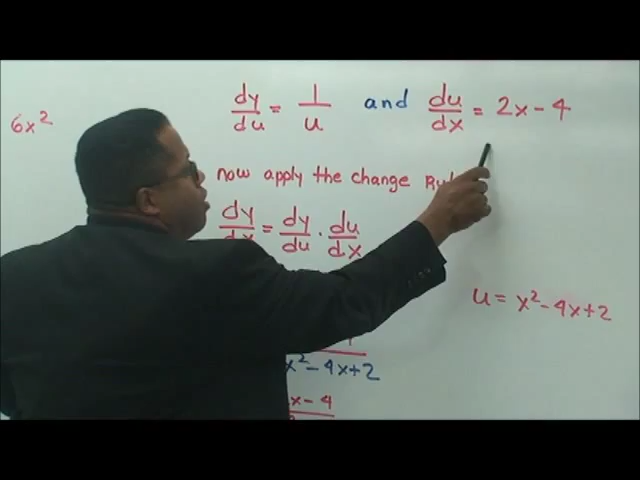 6x²
dy/du = 1/u and du/dx = 2x - 4
now apply the change
dy/dx = dy/du · du/dx
u = x² - 4x + 2
x² - 4x + 2
x - 4